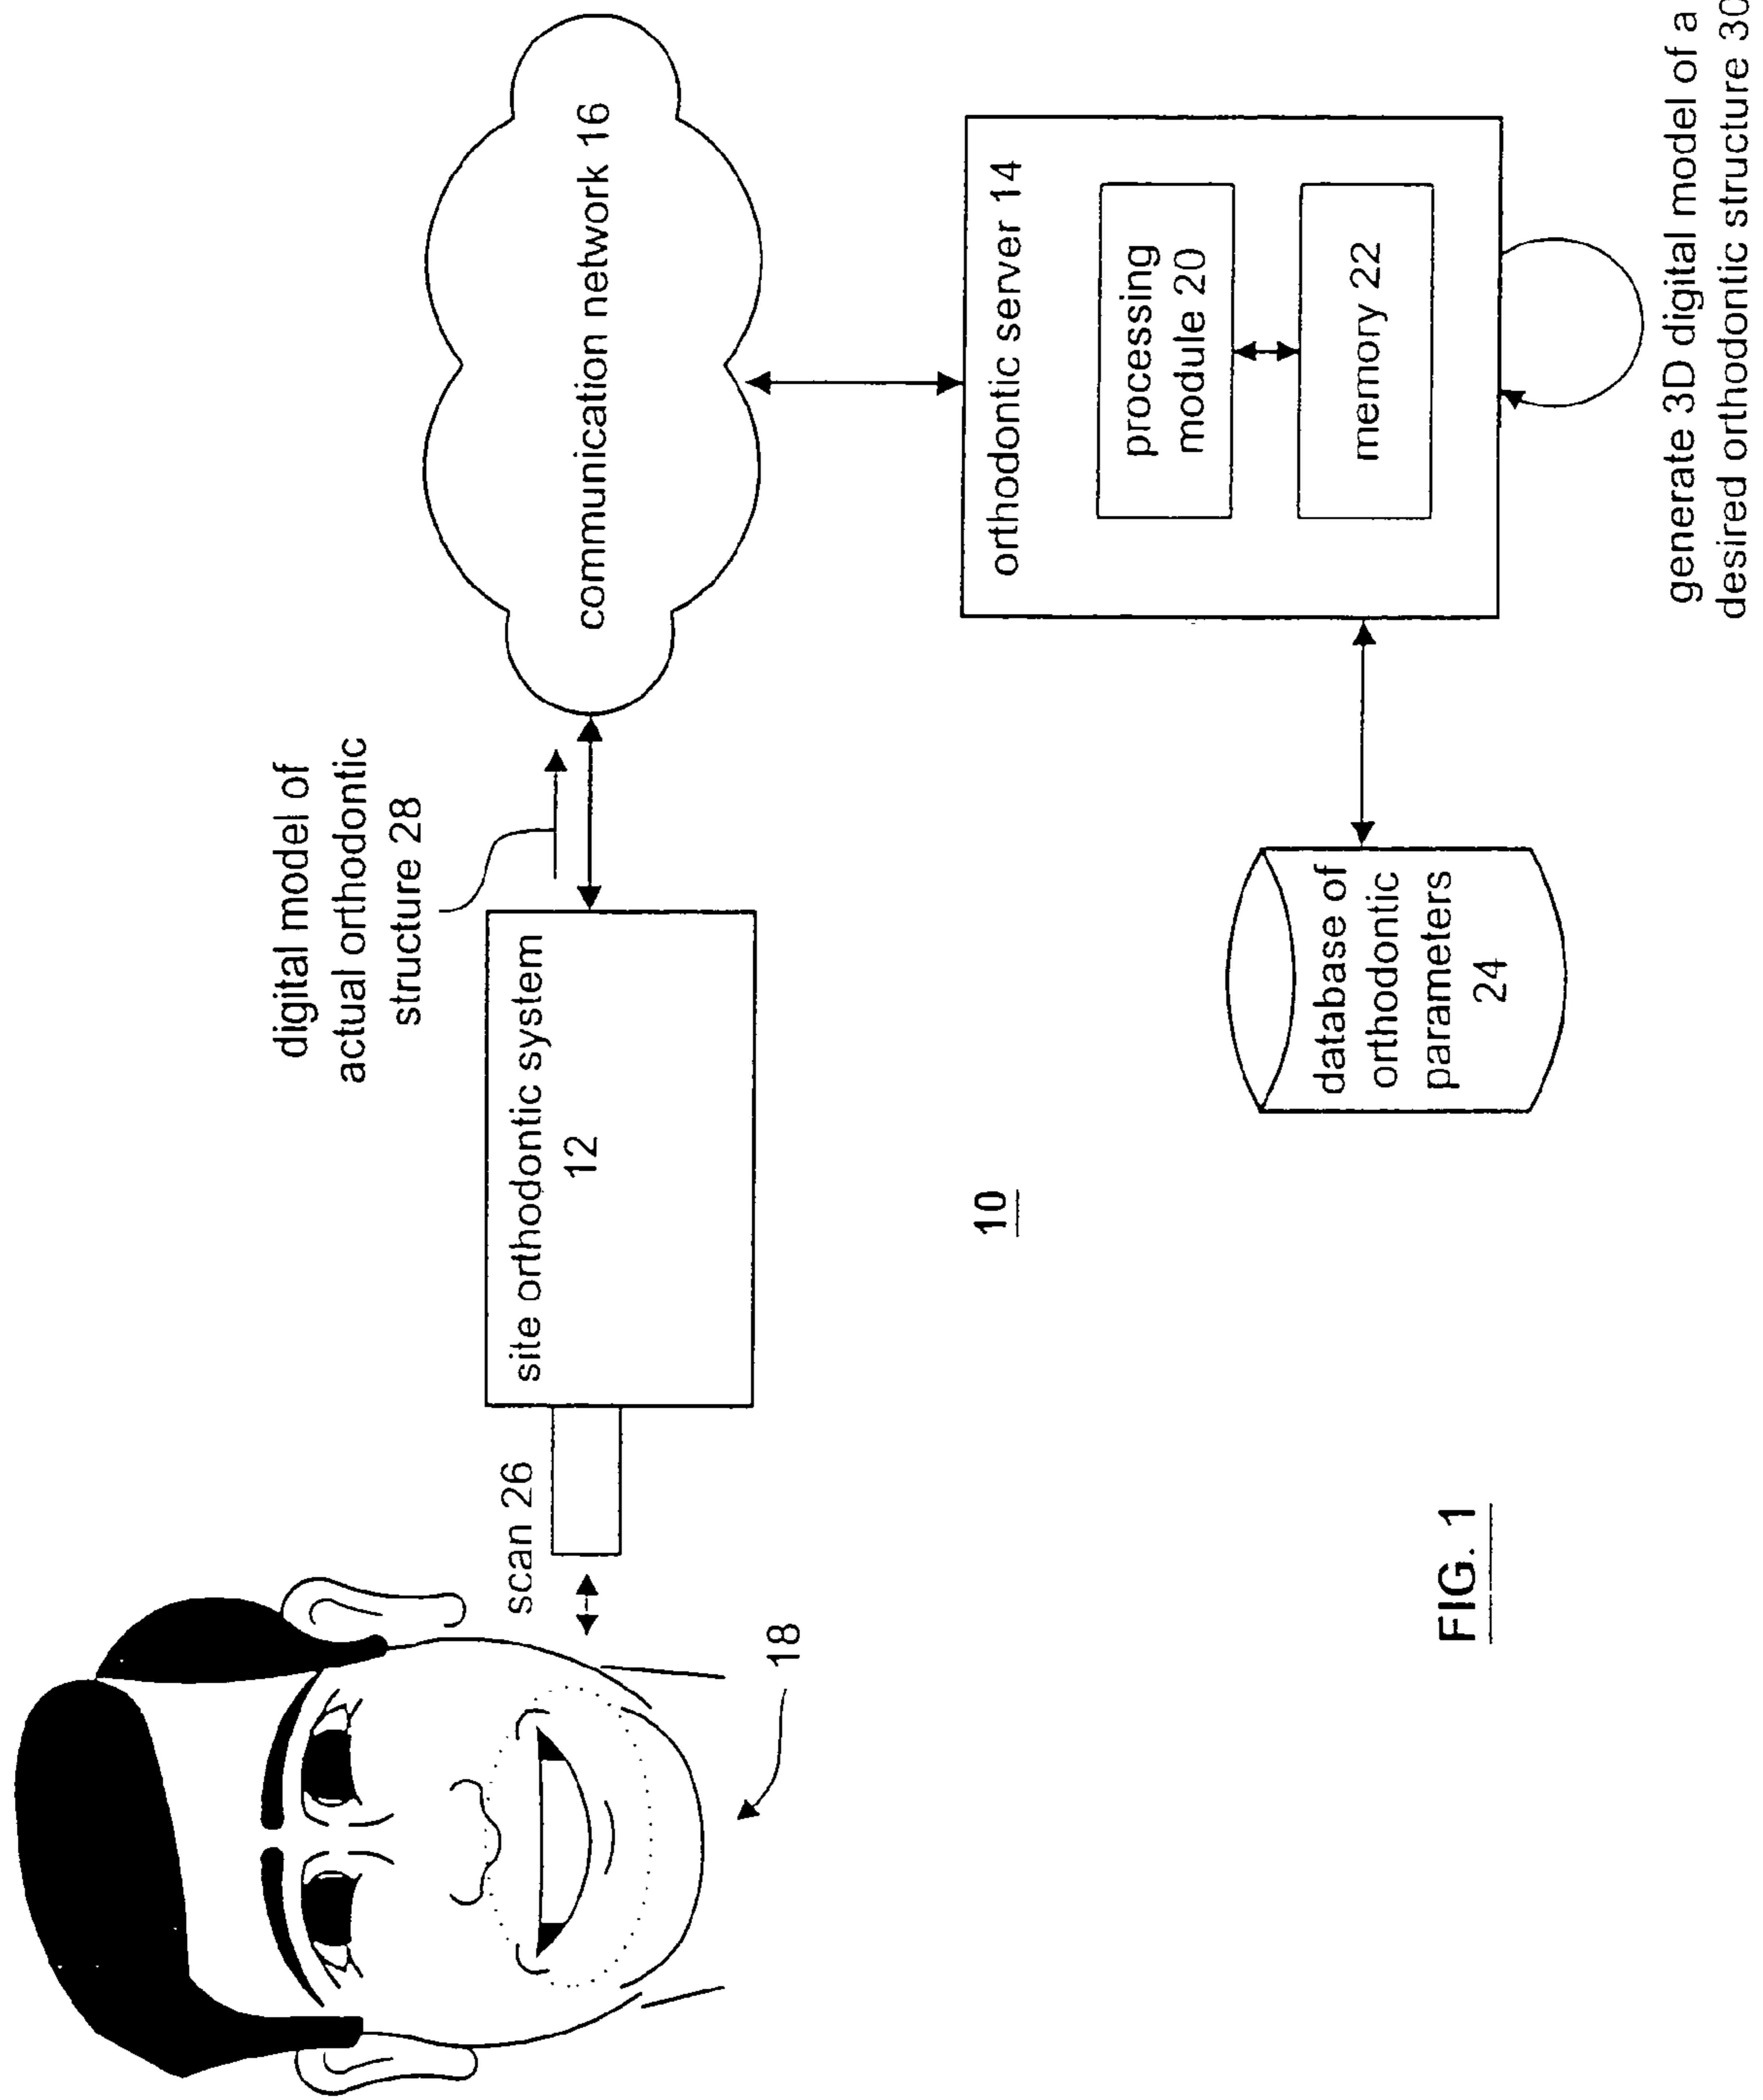 digital model of
actual orthodontic
structure 28
scan 26
site orthodontic system
12
communication network 16
18
10
orthodontic server 14
processing
module 20
memory 22
database of
orthodontic
parameters
24
generate 3D digital model of a
desired orthodontic structure 30
FIG. 1